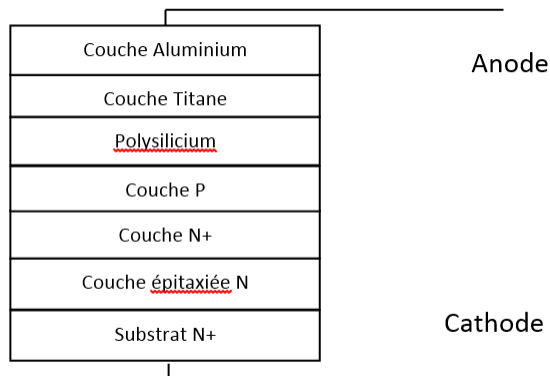 Couche Aluminium
Anode
Couche Titane
Polysilicium
Couche P
Couche N+
Couche épitaxiée N
Cathode
Substrat N+